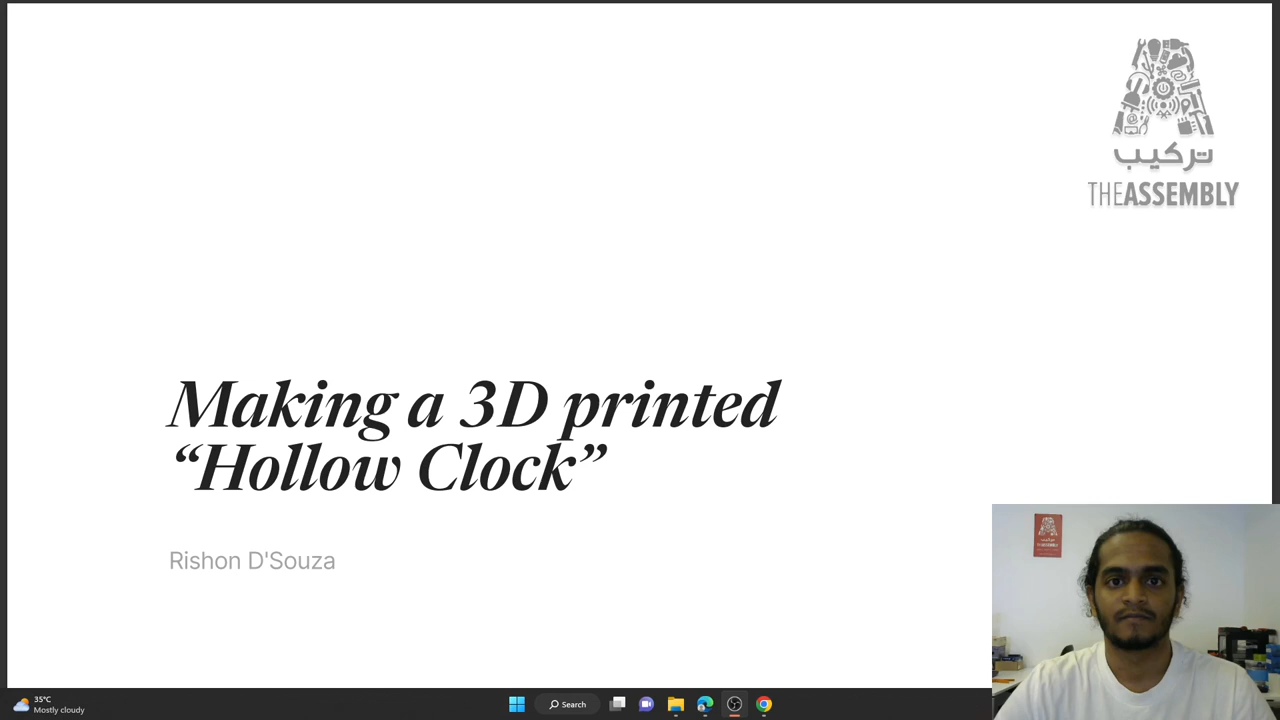 تركيب
THEASSEMBLY
Making a 3D printed
“Hollow Clock”
Rishon D'Souza
35°C
Mostly cloudy
Search